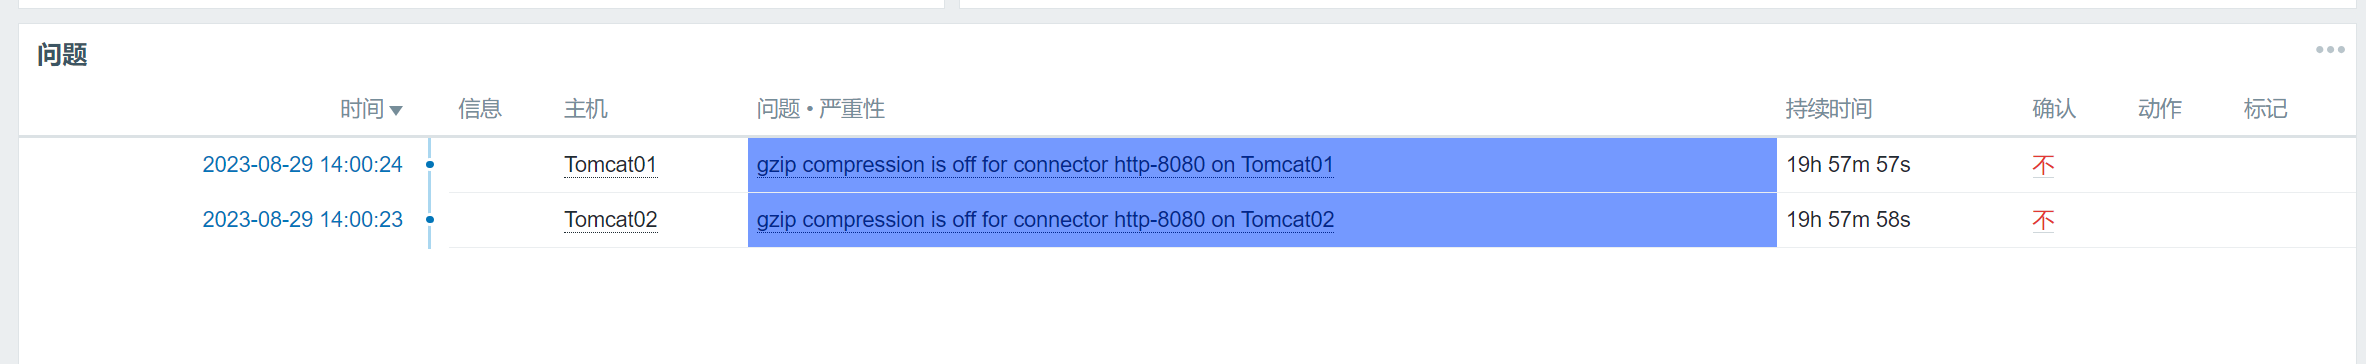 问题
时间 信息 主机 问题 • 严重性 持续时间 确认 动作 标记
2023-08-29 14:00:24 Tomcat01 gzip compression is off for connector http-8080 on Tomcat01 19h 57m 57s 不
2023-08-29 14:00:23 Tomcat02 gzip compression is off for connector http-8080 on Tomcat02 19h 57m 58s 不